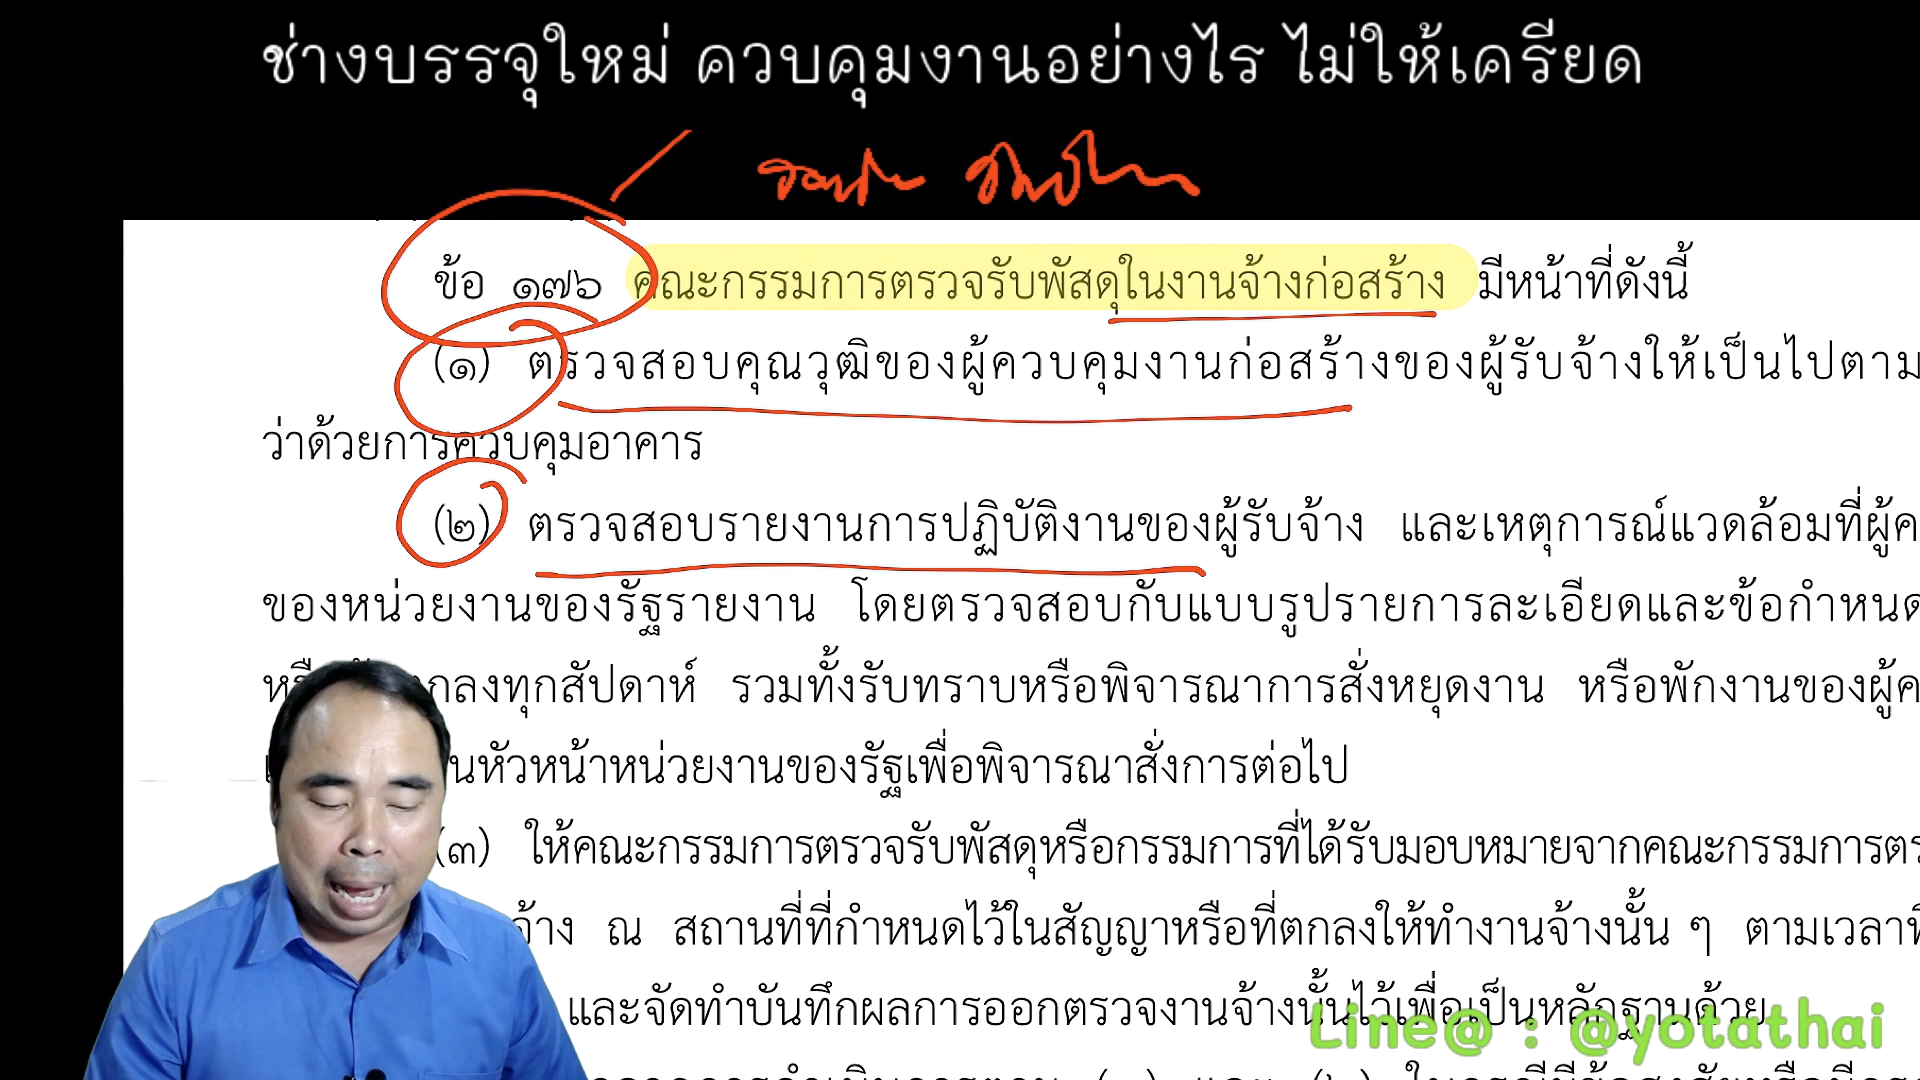 ช่างบรรจุใหม่ ควบคุมงานอย่างไร ไม่ให้เครียด
ข้อ ๑๗๖ คณะกรรมการตรวจรับพัสดุในงานจ้างก่อสร้าง มีหน้าที่ดังนี้
(๑) ตรวจสอบคุณวุฒิของผู้ควบคุมงานก่อสร้างของผู้รับจ้างให้เป็นไปตาม
ว่าด้วยการควบคุมอาคาร
(๒) ตรวจสอบรายงานการปฏิบัติงานของผู้รับจ้าง และเหตุการณ์แวดล้อมที่ผู้ค
ของหน่วยงานของรัฐรายงาน โดยตรวจสอบกับแบบรูปรายการละเอียดและข้อกำหนด
กลงทุกสัปดาห์ รวมทั้งรับทราบหรือพิจารณาการสั่งหยุดงาน หรือพักงานของผู้ค
นหัวหน้าหน่วยงานของรัฐเพื่อพิจารณาสั่งการต่อไป
(๓) ให้คณะกรรมการตรวจรับพัสดุหรือกรรมการที่ได้รับมอบหมายจากคณะกรรมการตร
จ้าง ณ สถานที่ที่กำหนดไว้ในสัญญาหรือที่ตกลงให้ทำงานจ้างนั้น ๆ ตามเวลาที่
และจัดทำบันทึกผลการออกตรวจงานจ้างนั้นไว้เพื่อเป็นหลักฐานด้วย
Line@ : @yotathai